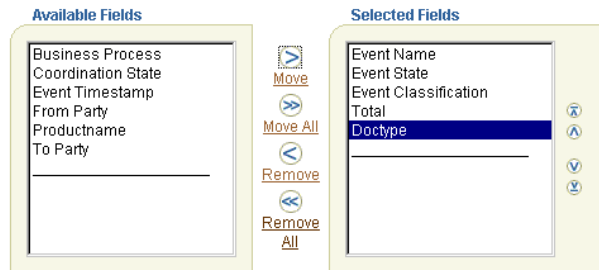 Available Fields
Business Process
Coordination State
Event Timestamp
From Party
Productname
To Party
Move
Move All
Remove
Remove
All
Selected Fields
Event Name
Event State
Event Classification
Total
Doctype